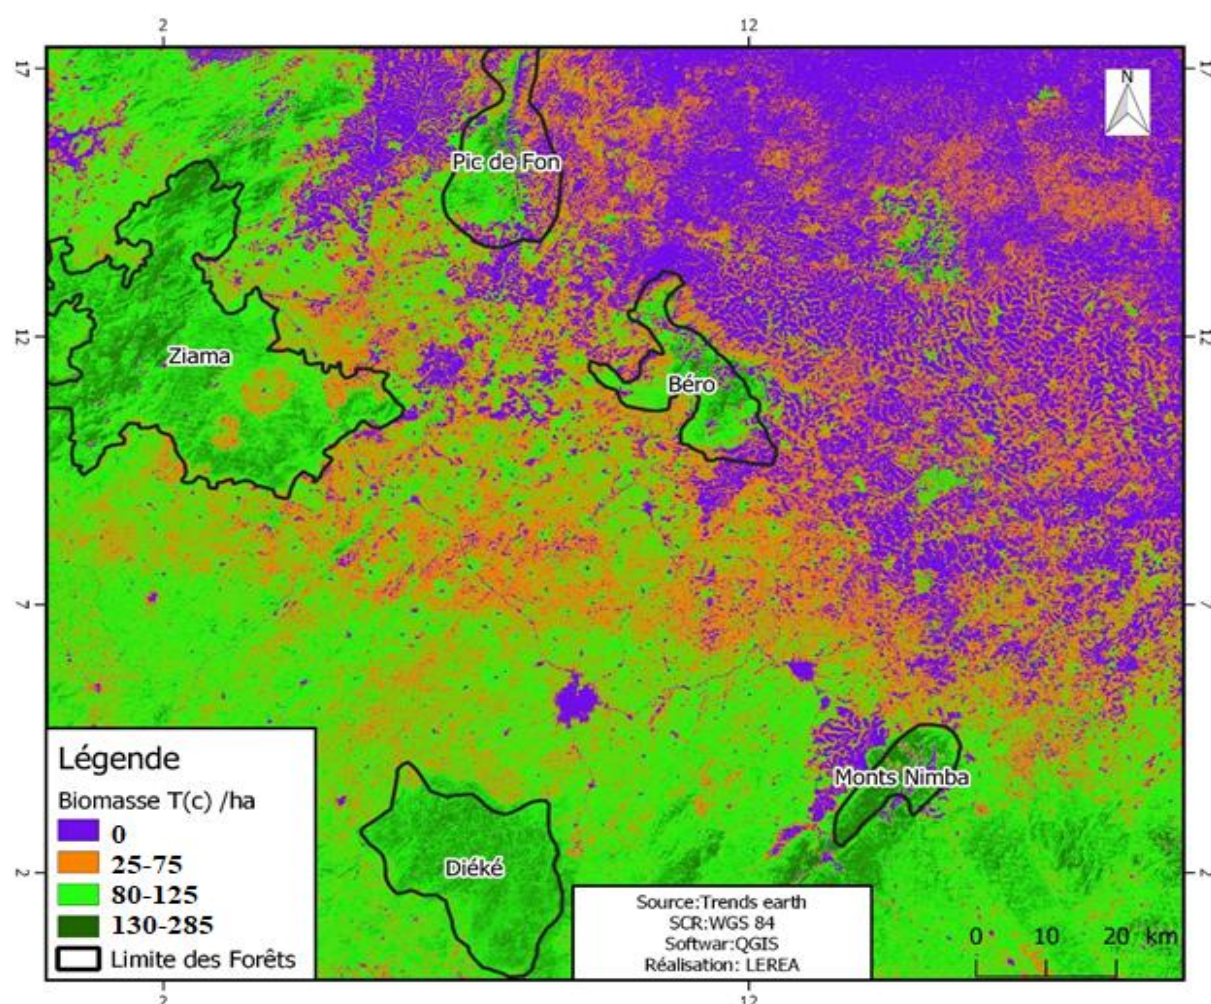 2 12
17 17
N
Pic de Fon
12 12
Ziama
Béro
7 7
Légende
Biomasse T(c) /ha
0
25-75
80-125
130-285
Limite des Forêts
Monts Nimba
Diéké
2 2
Source:Trends earth
SCR:WGS 84
Softwar:QGIS
Réalisation: LEREA
0 10 20 km
2 12